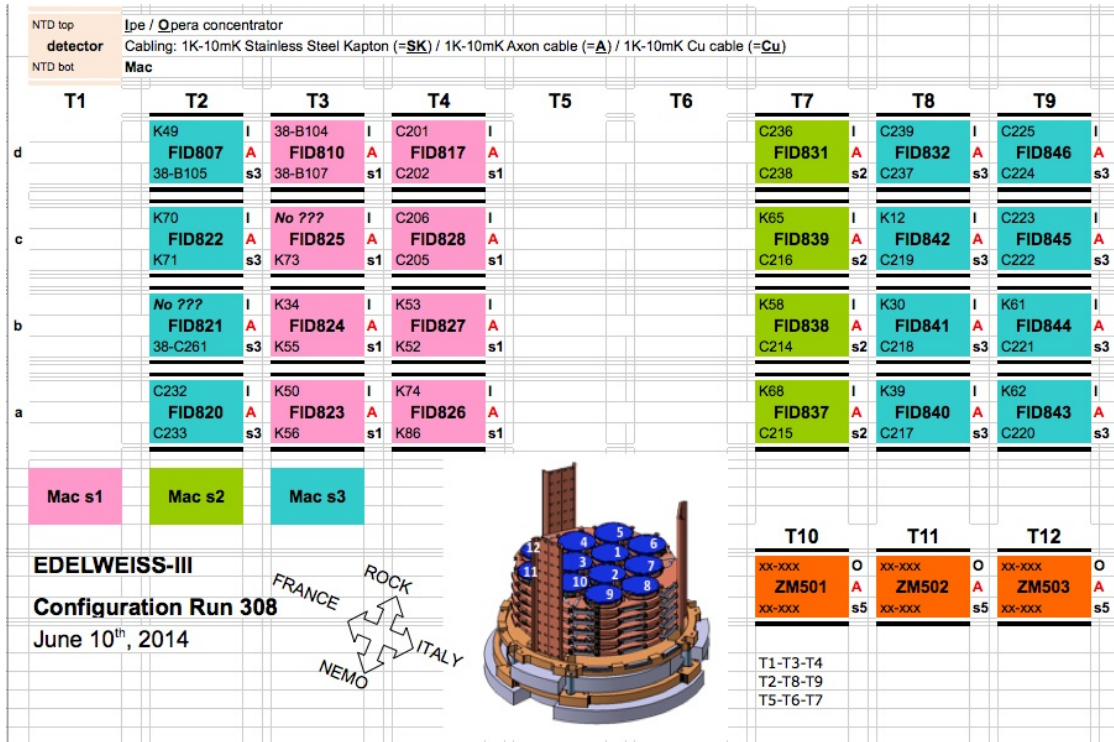 NTD top Ipe / Opera concentrator
detector Cabling: 1K-10mK Stainless Steel Kapton (=SK) / 1K-10mK Axon cable (=A) / 1K-10mK Cu cable (=Cu)
NTD bot Mac
T1 T2 T3 T4 T5 T6 T7 T8 T9
K49 I 38-B104 I C201 I C236 I C239 I C225 I
d FID807 A FID810 A FID817 A FID831 A FID832 A FID846 A
38-B105 s3 38-B107 s1 C202 s1 C238 s2 C237 s3 C224 s3
K70 I No ??? I C206 I K65 I K12 I C223 I
c FID822 A FID825 A FID828 A FID839 A FID842 A FID845 A
K71 s3 K73 s1 C205 s1 C216 s2 C219 s3 C222 s3
No ??? I K34 I K53 I K58 I K30 I K61 I
b FID821 A FID824 A FID827 A FID838 A FID841 A FID844 A
38-C261 s3 K55 s1 K52 s1 C214 s2 C218 s3 C221 s3
C232 I K50 I K74 I K68 I K39 I K62 I
a FID820 A FID823 A FID826 A FID837 A FID840 A FID843 A
C233 s3 K56 s1 K86 s1 C215 s2 C217 s3 C220 s3
Mac s1 Mac s2 Mac s3
T10 T11 T12
xx-xxx O xx-xxx O xx-xxx O
ZM501 A ZM502 A ZM503 A
xx-xxx s5 xx-xxx s5 xx-xxx s5
EDELWEISS-III
Configuration Run 308
June 10th, 2014
FRANCE ROCK
NEMO ITALY
5
12 4 1 6
11 3 2 7
10 9 8
T1-T3-T4
T2-T8-T9
T5-T6-T7